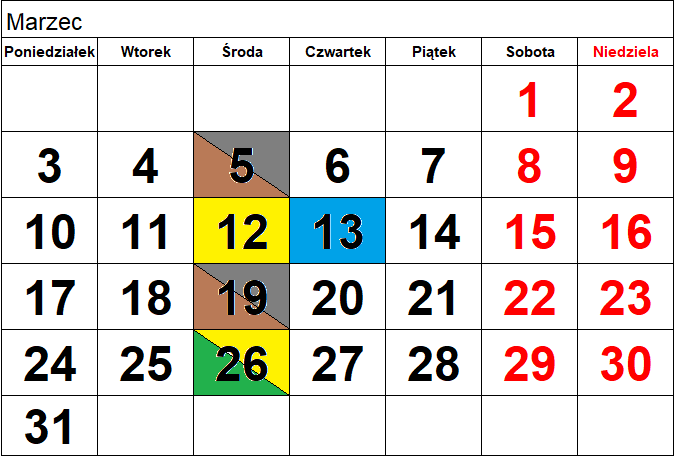 Marzec
Poniedziałek Wtorek Środa Czwartek Piątek Sobota Niedziela
1 2
3 4 5 6 7 8 9
10 11 12 13 14 15 16
17 18 19 20 21 22 23
24 25 26 27 28 29 30
31